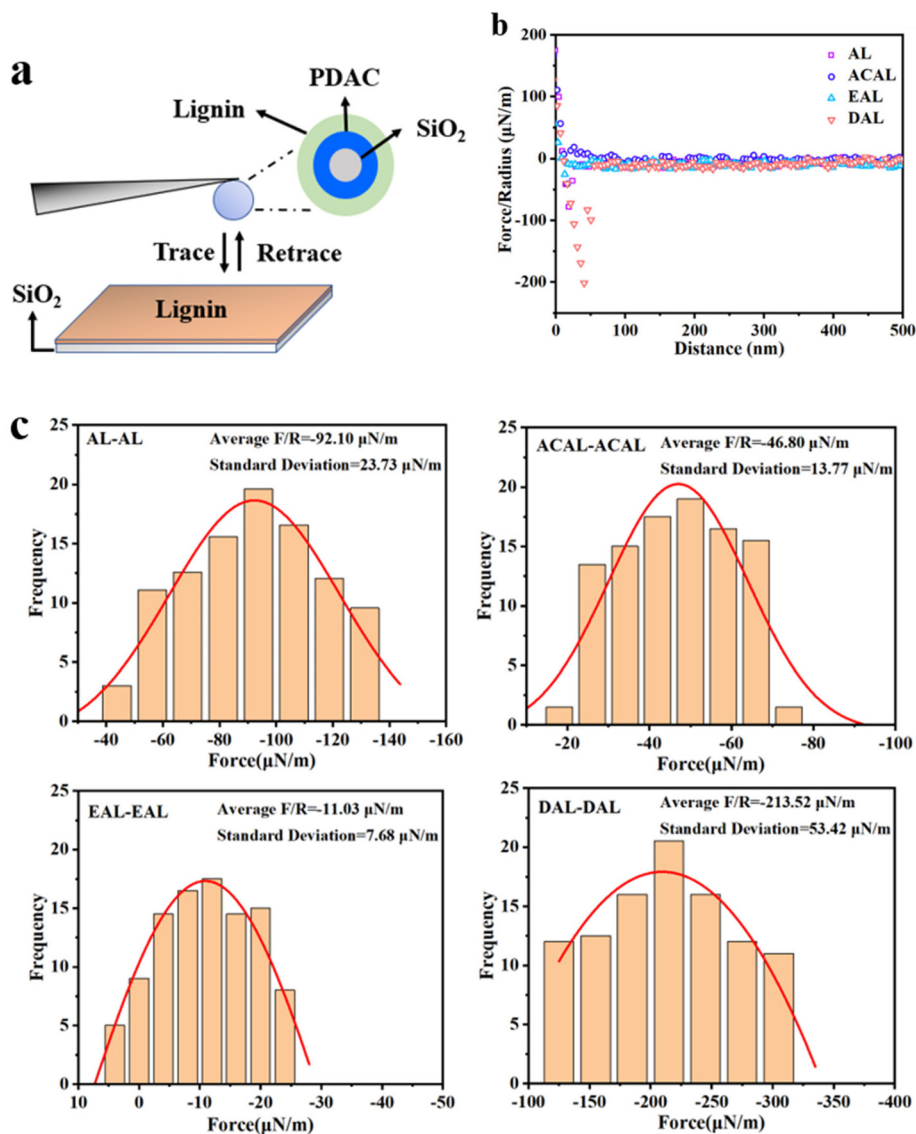 a
PDAC
Lignin
SiO₂
Trace
Retrace
SiO₂
Lignin
b
200
100
0
-100
-200
Force/Radius (μN/m)
AL
ACAL
EAL
DAL
0 100 200 300 400 500
Distance (nm)
c
AL-AL
Average F/R=-92.10 μN/m
Standard Deviation=23.73 μN/m
25
20
15
10
5
0
Frequency
-40 -60 -80 -100 -120 -140 -160
Force(μN/m)
ACAL-ACAL
Average F/R=-46.80 μN/m
Standard Deviation=13.77 μN/m
25
20
15
10
5
0
Frequency
-20 -40 -60 -80 -100
Force(μN/m)
EAL-EAL
Average F/R=-11.03 μN/m
Standard Deviation=7.68 μN/m
25
20
15
10
5
0
Frequency
10 0 -10 -20 -30 -40 -50
Force(μN/m)
DAL-DAL
Average F/R=-213.52 μN/m
Standard Deviation=53.42 μN/m
25
20
15
10
5
0
Frequency
-100 -150 -200 -250 -300 -350 -400
Force(μN/m)